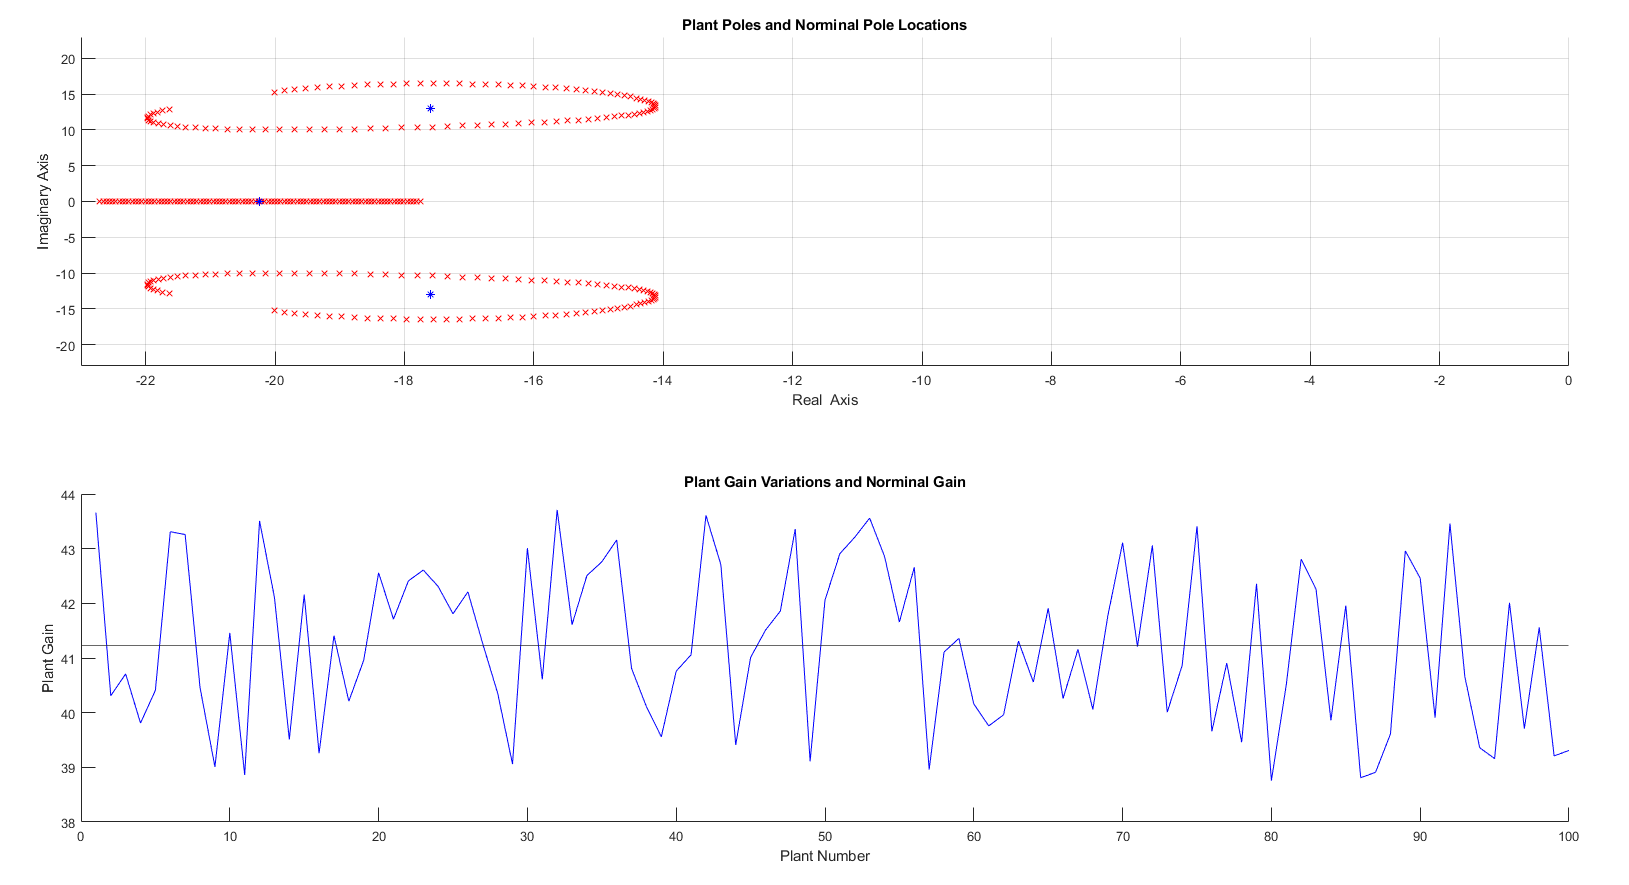 Plant Poles and Norminal Pole Locations
20
15
10
5
0
-5
-10
-15
-20
Imaginary Axis
-22 -20 -18 -16 -14 -12 -10 -8 -6 -4 -2 0
Real Axis
Plant Gain Variations and Norminal Gain
44
43
42
41
40
39
38
Plant Gain
0 10 20 30 40 50 60 70 80 90 100
Plant Number